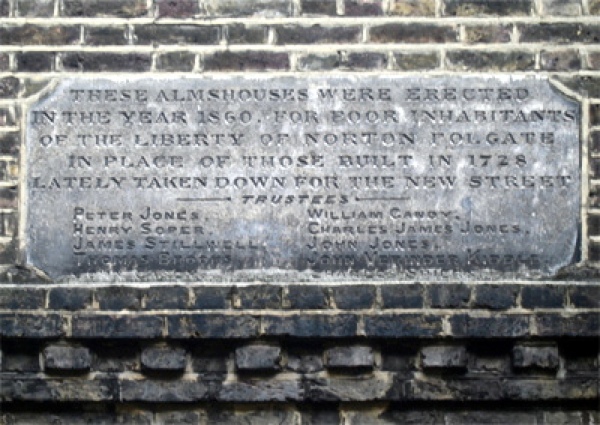 THESE ALMSHOUSES WERE ERECTED
IN THE YEAR 1860, FOR POOR INHABITANTS
OF THE LIBERTY OF NORTON FOLGATE
IN PLACE OF THOSE BUILT IN 1728
LATELY TAKEN DOWN FOR THE NEW STREET
TRUSTEES
PETER JONES. WILLIAM CANDY.
HENRY SOPER. CHARLES JAMES JONES.
JAMES STILLWELL. JOHN JONES.
THOMAS JOHN